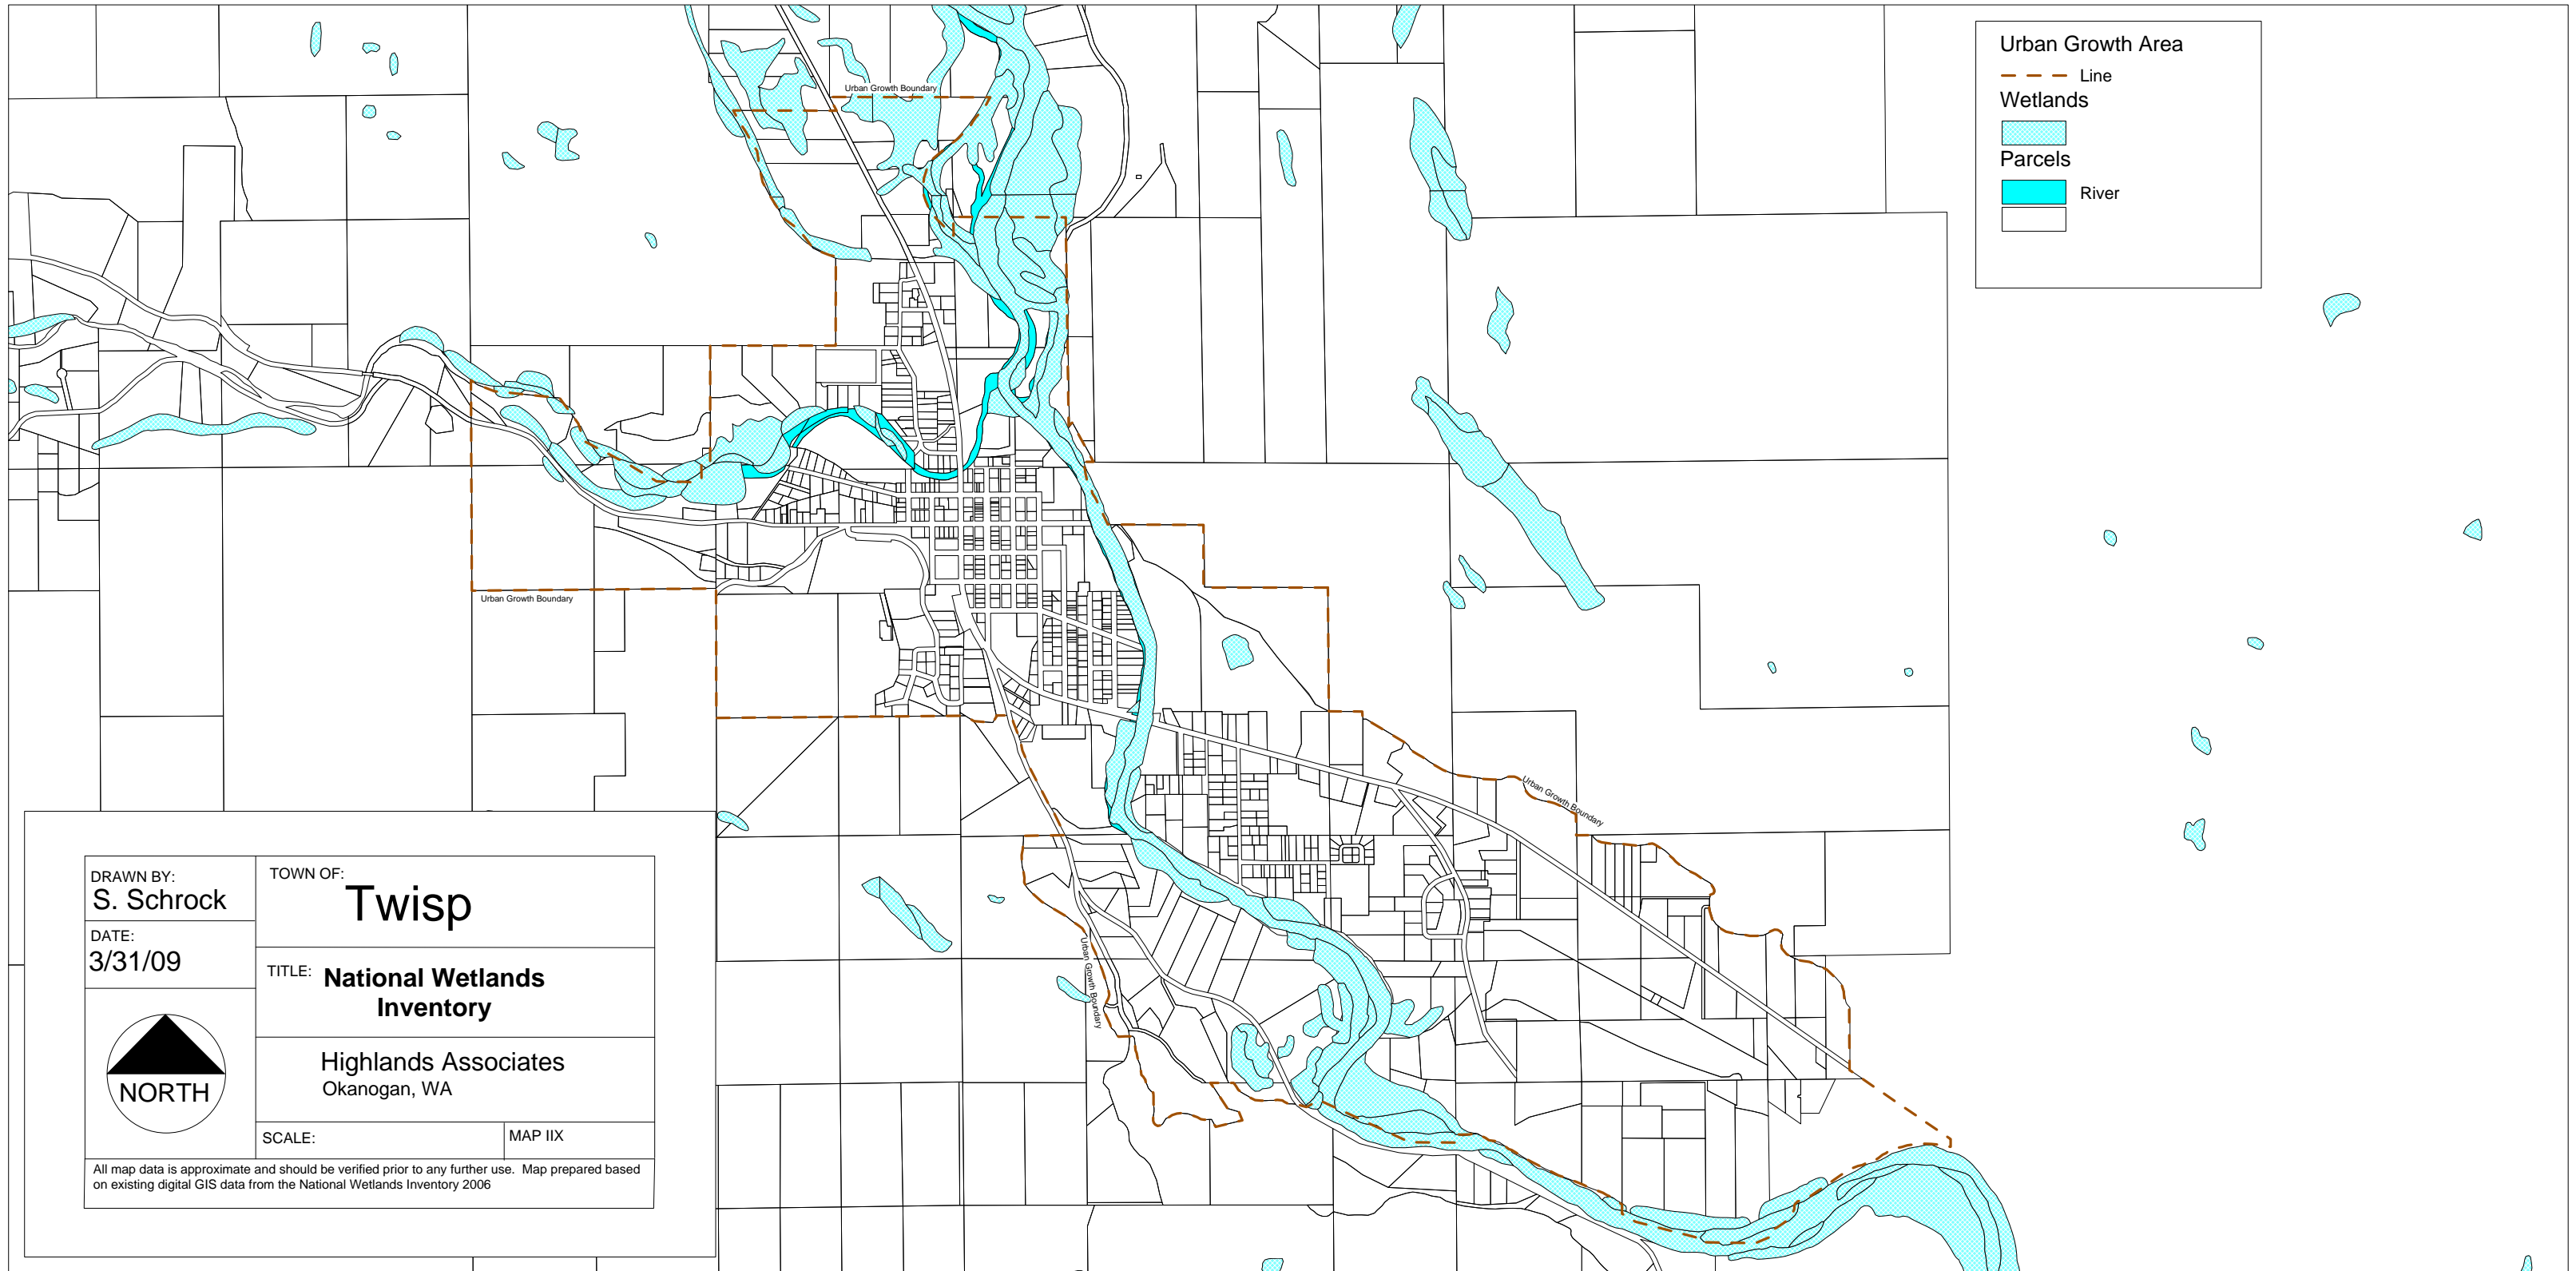 Urban Growth Area
Line
Wetlands
Parcels
River
Urban Growth Boundary
Urban Growth Boundary
Urban Growth Boundary
Urban Growth Boundary
DRAWN BY:
S. Schrock
DATE:
3/31/09
NORTH
TOWN OF:
Twisp
TITLE: National Wetlands
Inventory
Highlands Associates
Okanogan, WA
SCALE:
MAP IIX
All map data is approximate and should be verified prior to any further use. Map prepared based
on existing digital GIS data from the National Wetlands Inventory 2006